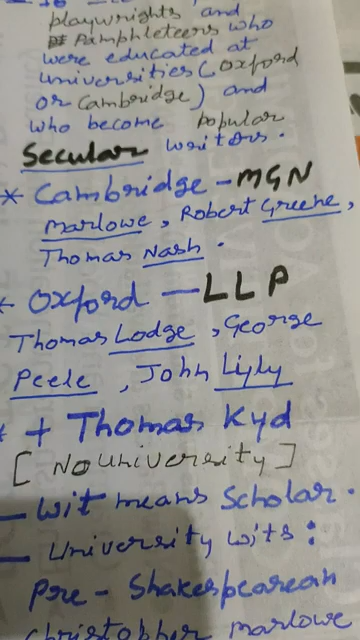 playwrights and
Pamphleteers who
were educated at
universities (Oxford
or Cambridge) and
who become popular
Secular writers.
* Cambridge - MGN
Marlowe, Robert Greene,
Thomas Nash.
Oxford - LLP
Thomas Lodge, George
Peele, John Lyly
* + Thomas Kyd
[No University]
- Wit means Scholar.
- University wits:
Pre-Shakespearean
Christopher Marlowe